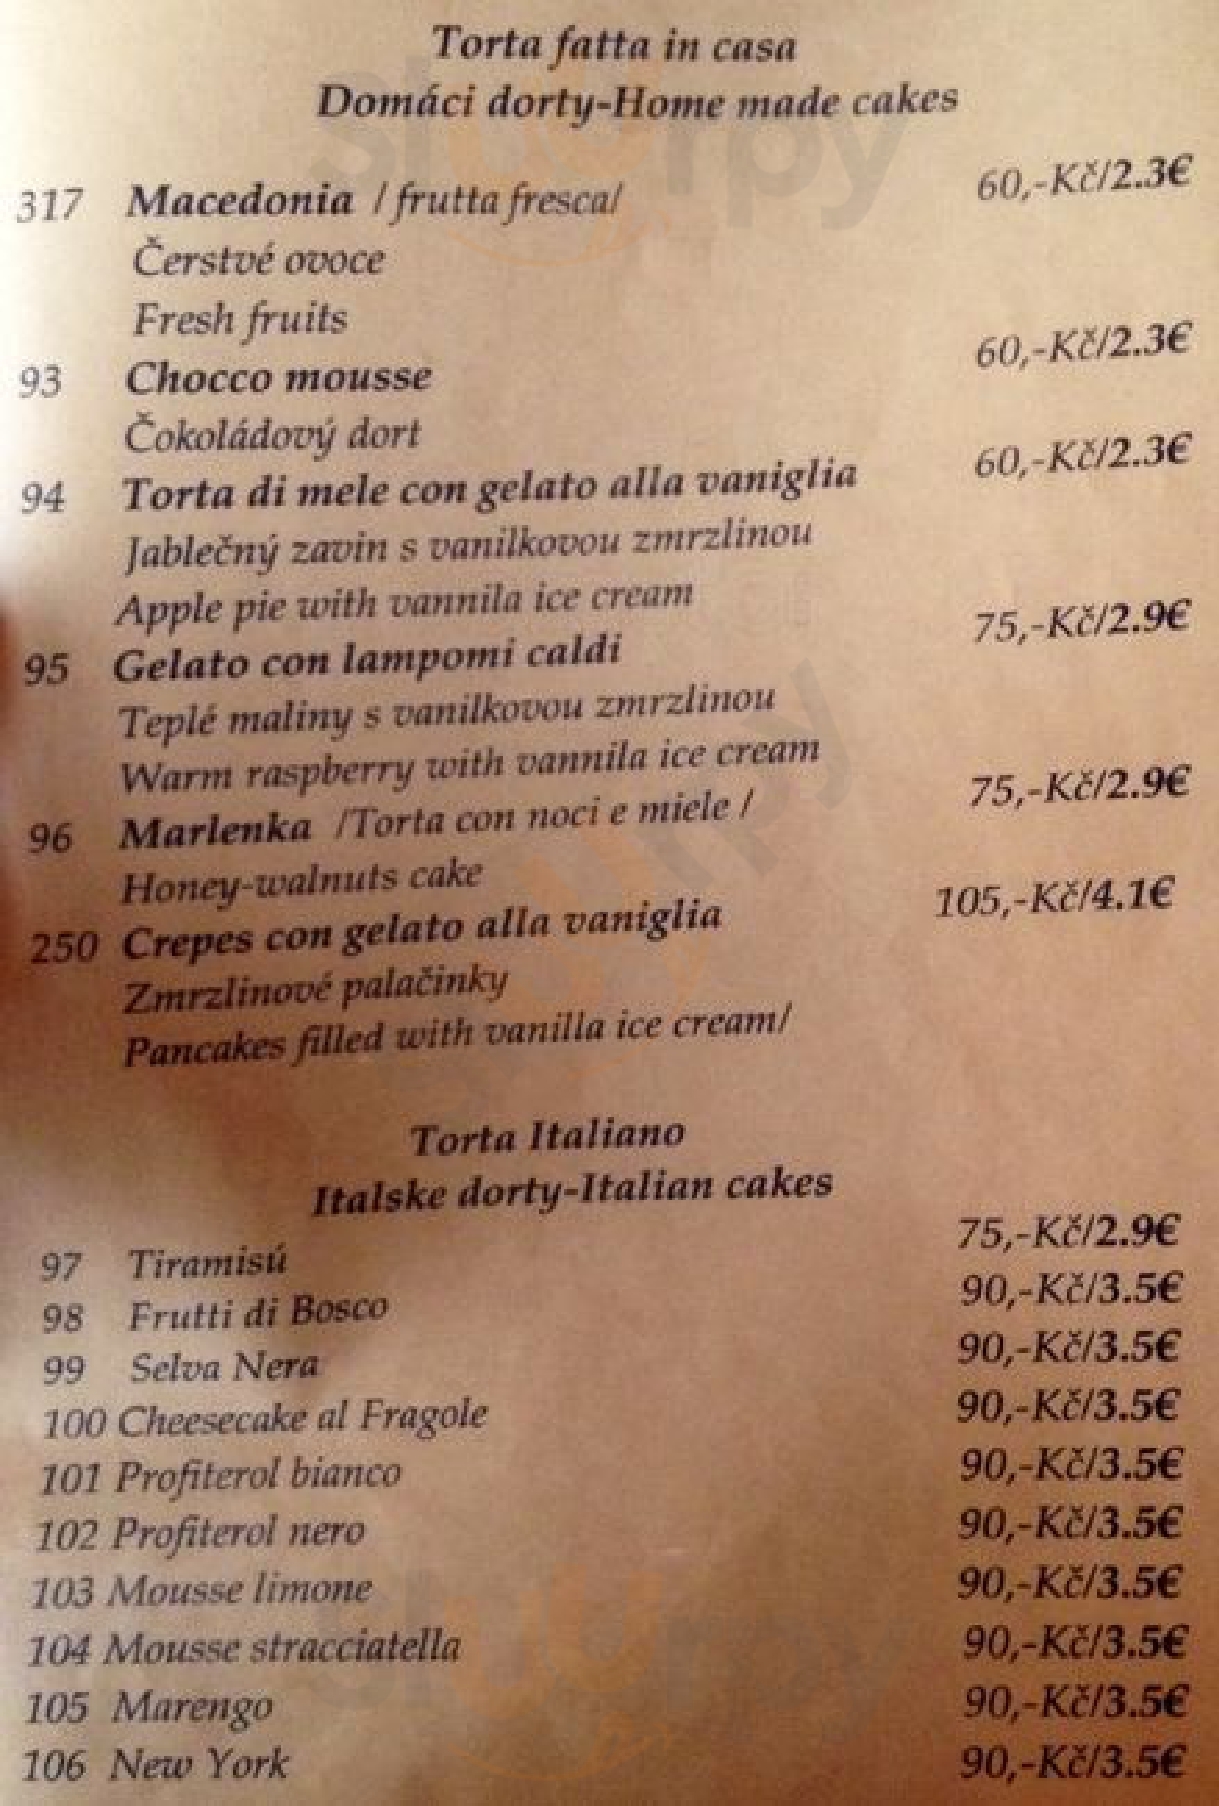 Torta fatta in casa
Domáci dorty-Home made cakes
317 Macedonia /frutta fresca/ 60,-Kč/2.3€
Čerstvé ovoce
Fresh fruits
93 Chocco mousse 60,-Kč/2.3€
Čokoládový dort
94 Torta di mele con gelato alla vaniglia 60,-Kč/2.3€
Jablečný zavin s vanilkovou zmrzlinou
Apple pie with vannila ice cream
95 Gelato con lampomi caldi 75,-Kč/2.9€
Teplé maliny s vanilkovou zmrzlinou
Warm raspberry with vannila ice cream
96 Marlenka /Torta con noci e miele / 75,-Kč/2.9€
Honey-walnuts cake
250 Crepes con gelato alla vaniglia 105,-Kč/4.1€
Zmrzlinové palačinky
Pancakes filled with vanilla ice cream/
Torta Italiano
Italske dorty-Italian cakes
97 Tiramisú 75,-Kč/2.9€
98 Frutti di Bosco 90,-Kč/3.5€
99 Selva Nera 90,-Kč/3.5€
100 Cheesecake al Fragole 90,-Kč/3.5€
101 Profiterol bianco 90,-Kč/3.5€
102 Profiterol nero 90,-Kč/3.5€
103 Mousse limone 90,-Kč/3.5€
104 Mousse stracciatella 90,-Kč/3.5€
105 Marengo 90,-Kč/3.5€
106 New York 90,-Kč/3.5€